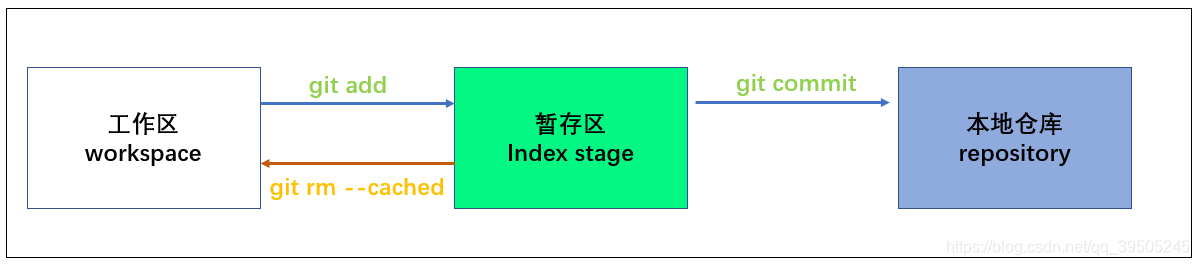 工作区
workspace
git add
git rm --cached
暂存区
Index stage
git commit
本地仓库
repository
https://blog.csdn.net/qq_39505245